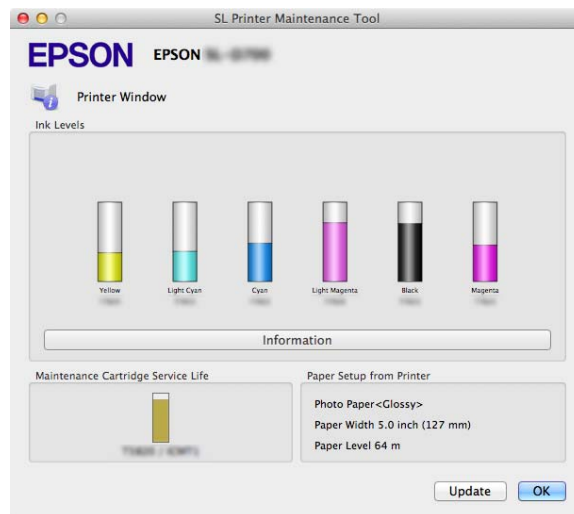 SL Printer Maintenance Tool
EPSON EPSON
Printer Window
Ink Levels
Yellow Light Cyan Cyan Light Magenta Black Magenta
Information
Maintenance Cartridge Service Life
Paper Setup from Printer
Photo Paper<Glossy>
Paper Width 5.0 inch (127 mm)
Paper Level 64 m
Update OK